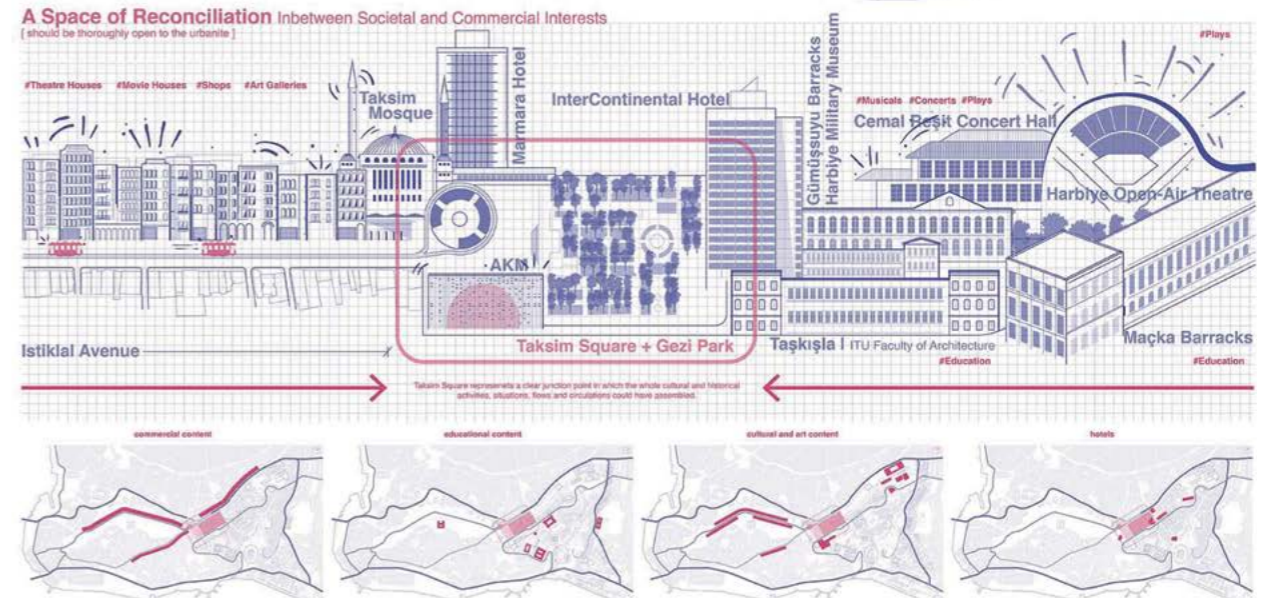 A Space of Reconciliation Inbetween Societal and Commercial Interests
[ should be thoroughly open to the urbanite ]
#Plays
#Theatre Houses #Movie Houses #Shops #Art Galleries
Taksim
Mosque
Marmara Hotel
InterContinental Hotel
Gümüşsuyu Barracks
Harbiye Military Museum
#Musicals #Concerts #Plays
Cemal Reşit Concert Hall
Harbiye Open-Air Theatre
AKM
Istiklal Avenue
Taksim Square + Gezi Park
Taşkışla | ITU Faculty of Architecture
#Education
Maçka Barracks
#Education
Taksim Square represenets a clear junction point in which the whole cultural and historical
activities, situations, flows and circulations could have assembled.
commercial content
educational content
cultural and art content
hotels